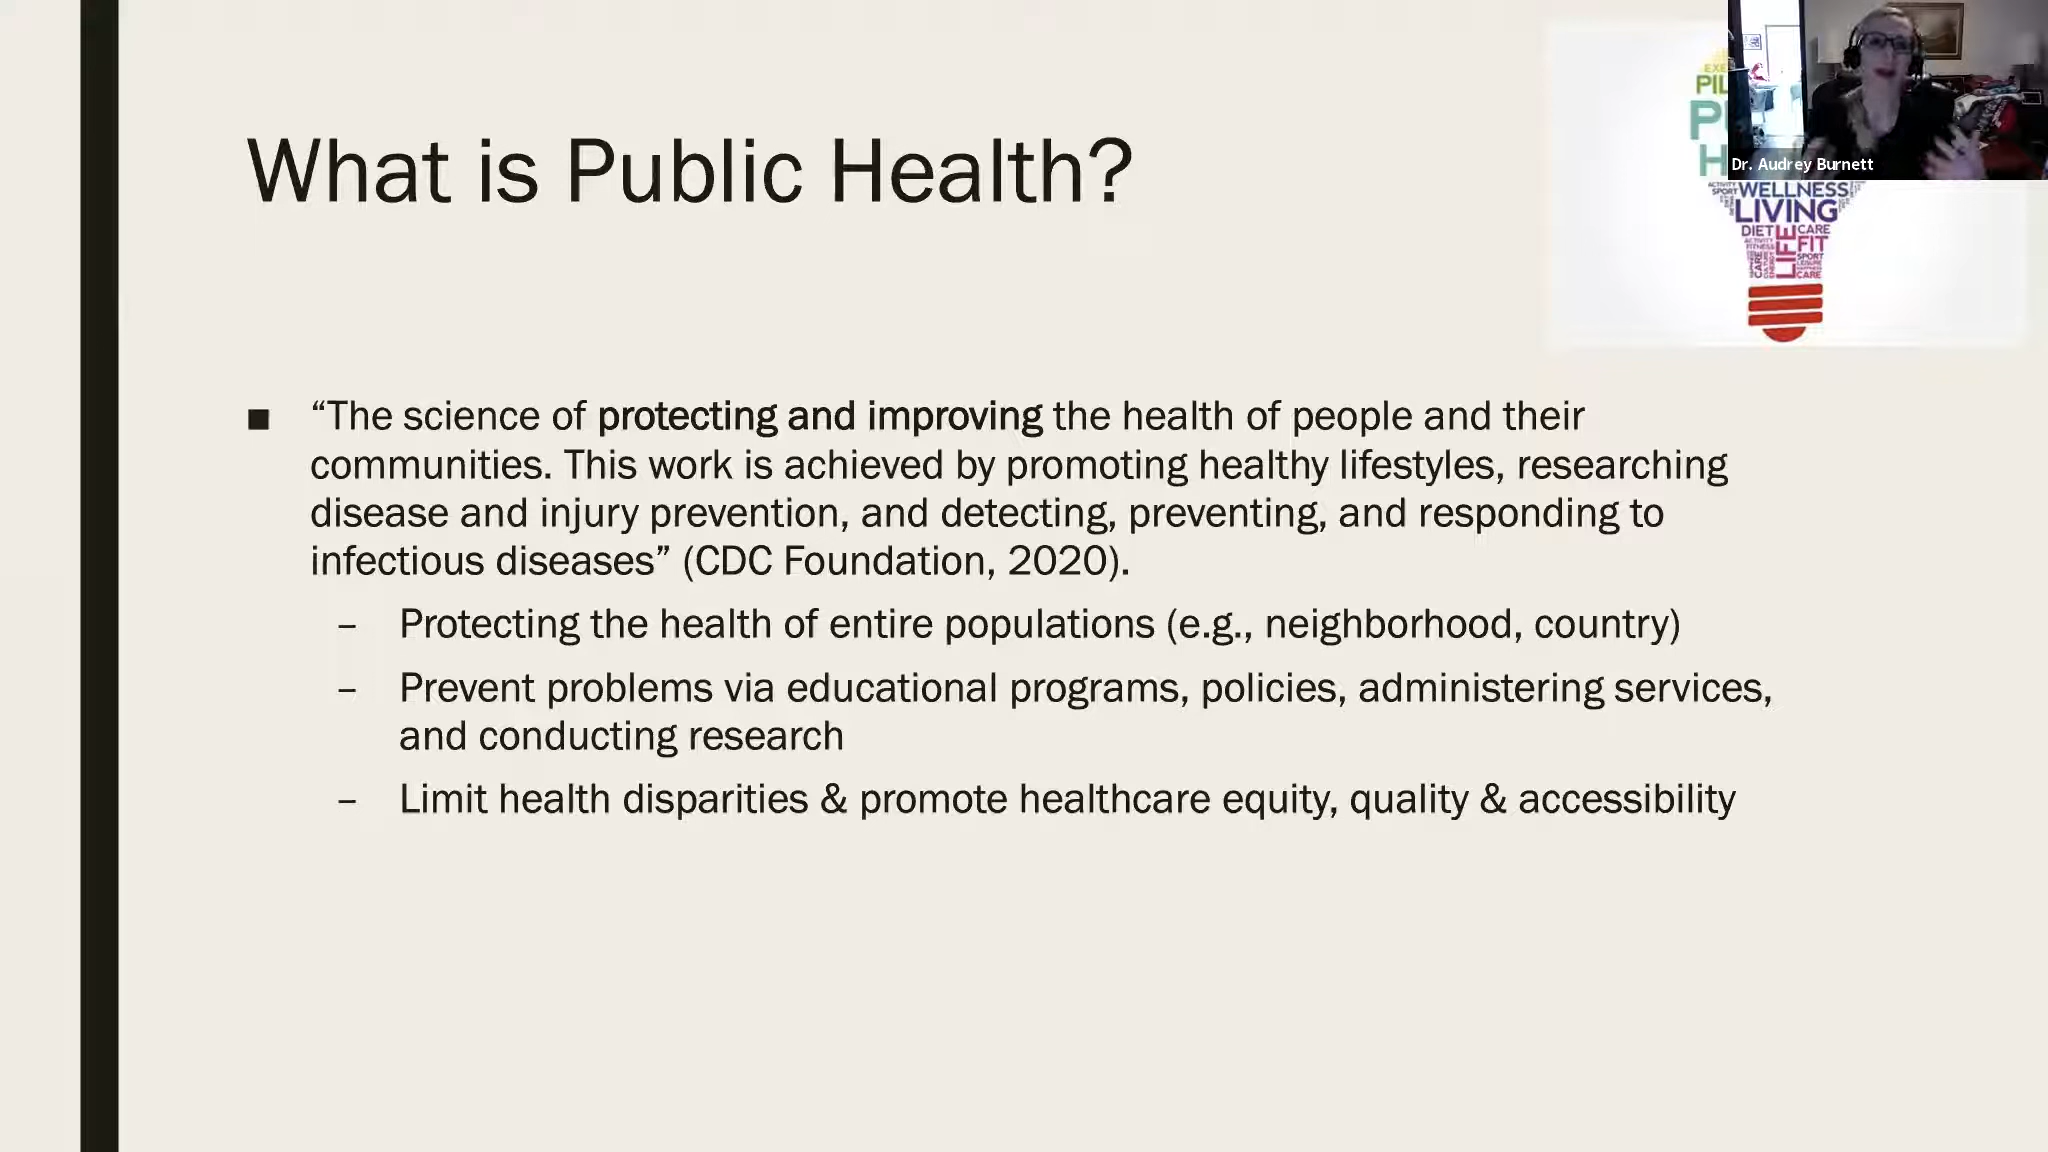 What is Public Health?
Dr. Audrey Burnett
WELLNESS
LIVING
DIET
CARE
LIFE
FIT
SPORT
CARE
■ “The science of protecting and improving the health of people and their
communities. This work is achieved by promoting healthy lifestyles, researching
disease and injury prevention, and detecting, preventing, and responding to
infectious diseases” (CDC Foundation, 2020).
– Protecting the health of entire populations (e.g., neighborhood, country)
– Prevent problems via educational programs, policies, administering services,
and conducting research
– Limit health disparities & promote healthcare equity, quality & accessibility